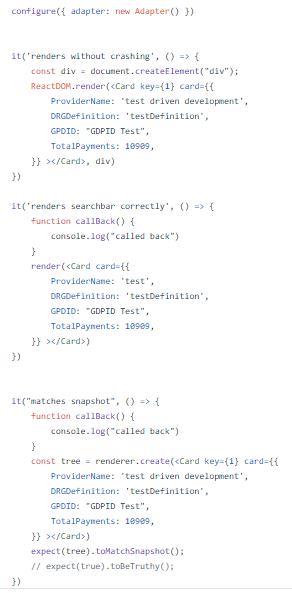 configure({ adapter: new Adapter() })
it('renders without crashing', () => {
const div = document.createElement("div");
ReactDOM.render(<Card key={1} card={{
ProviderName: 'test driven development',
DRGDefinition: 'testDefinition',
GPDID: "GDPID Test",
TotalPayments: 10909,
}} ></Card>, div)
})
it('renders searchbar correctly', () => {
function callBack() {
console.log("called back")
}
render(<Card card={{
ProviderName: 'test',
DRGDefinition: 'testDefinition',
GPDID: "GDPID Test",
TotalPayments: 10909,
}} ></Card>)
})
it("matches snapshot", () => {
function callBack() {
console.log("called back")
}
const tree = renderer.create(<Card key={1} card={{
ProviderName: 'test driven development',
DRGDefinition: 'testDefinition',
GPDID: "GDPID Test",
TotalPayments: 10909,
}} ></Card>)
expect(tree).toMatchSnapshot();
// expect(true).toBeTruthy();
})